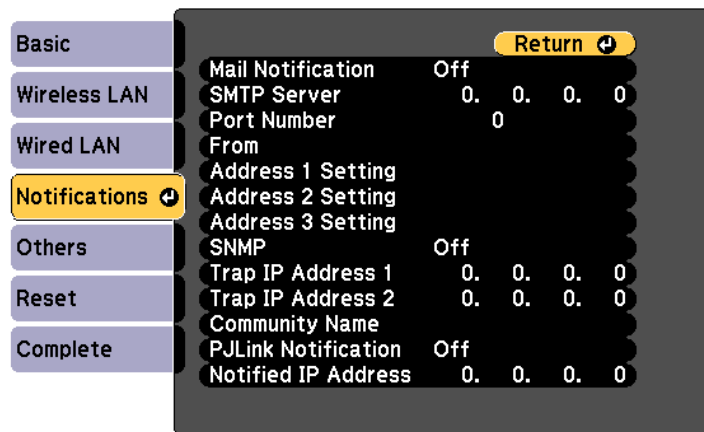 Basic
Wireless LAN
Wired LAN
Notifications
Others
Reset
Complete
Return
Mail Notification Off
SMTP Server 0. 0. 0. 0
Port Number 0
From
Address 1 Setting
Address 2 Setting
Address 3 Setting
SNMP Off
Trap IP Address 1 0. 0. 0. 0
Trap IP Address 2 0. 0. 0. 0
Community Name
PJLink Notification Off
Notified IP Address 0. 0. 0. 0